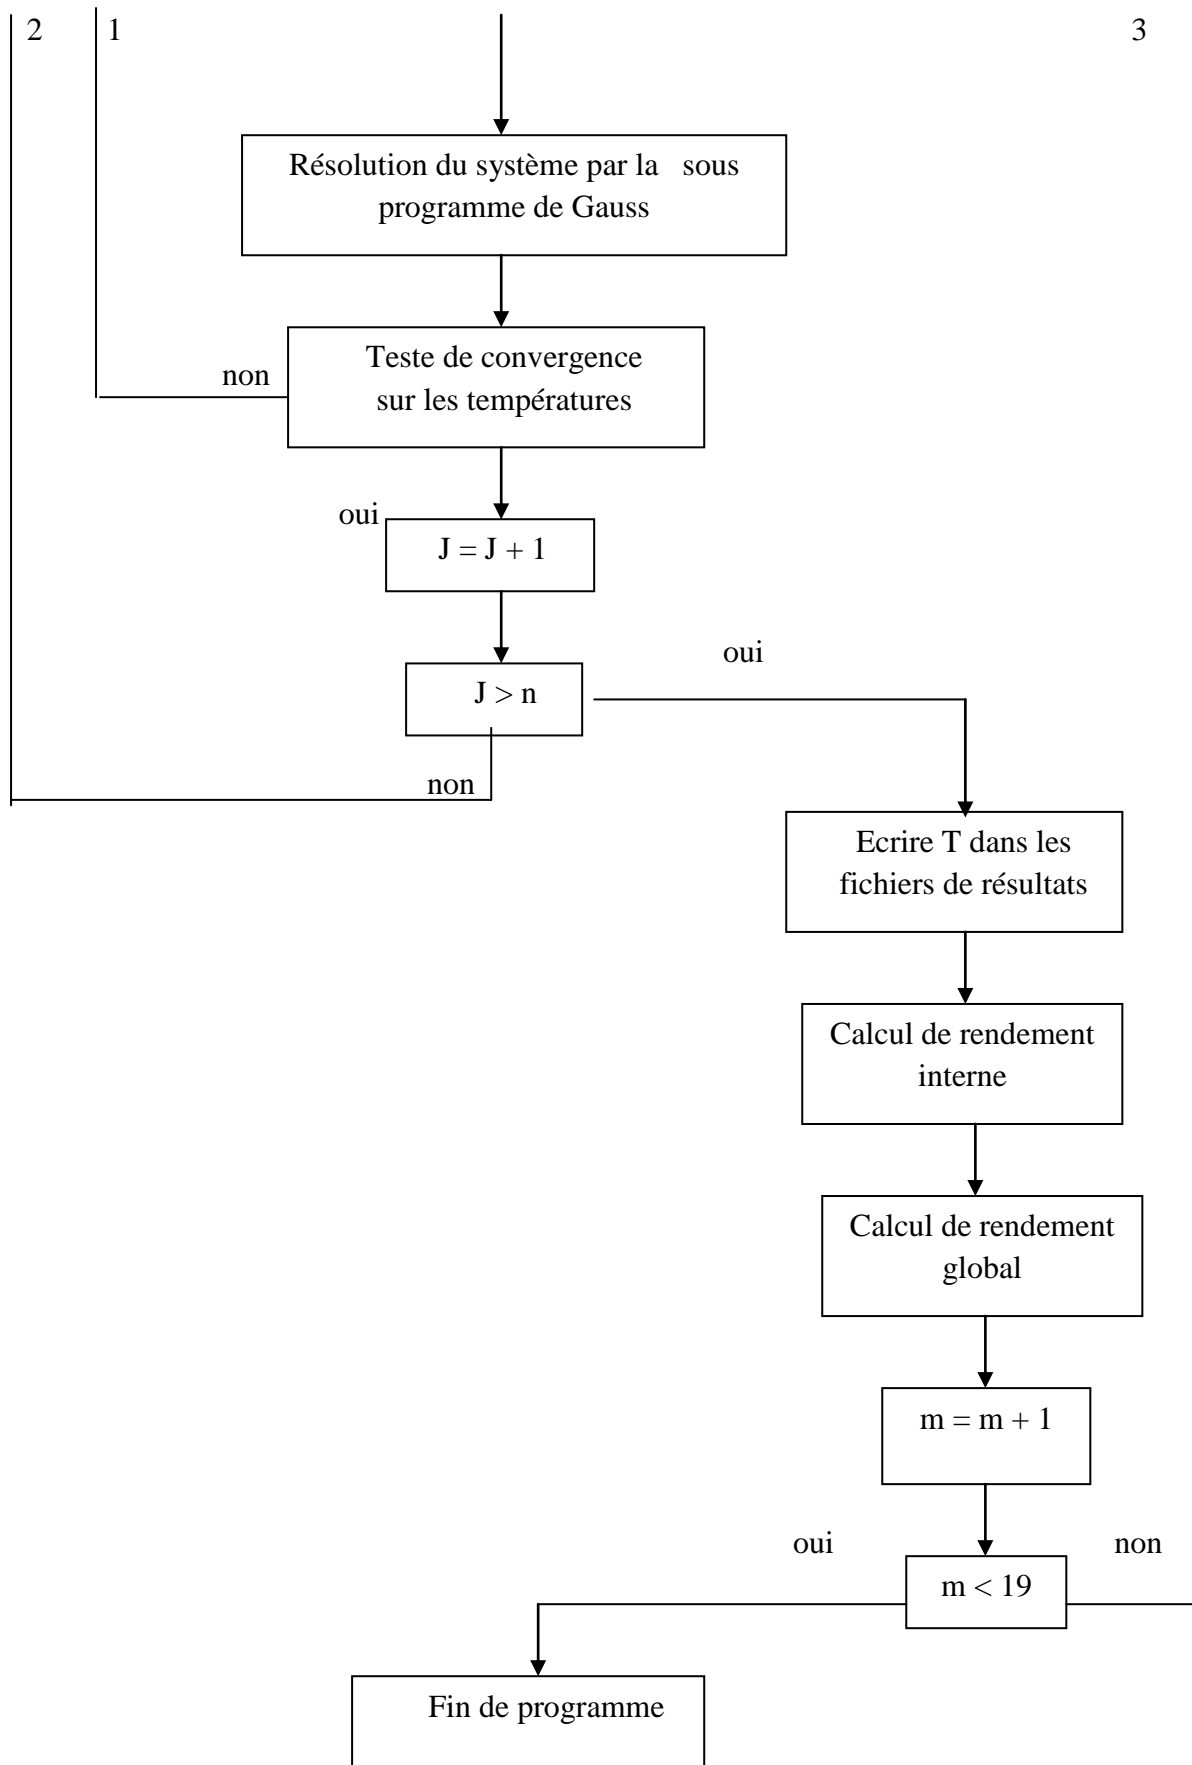 2
1
3
Résolution du système par la sous
programme de Gauss
Teste de convergence
sur les températures
non
oui
J = J + 1
J > n
oui
non
Ecrire T dans les
fichiers de résultats
Calcul de rendement
interne
Calcul de rendement
global
m = m + 1
oui
non
m < 19
Fin de programme